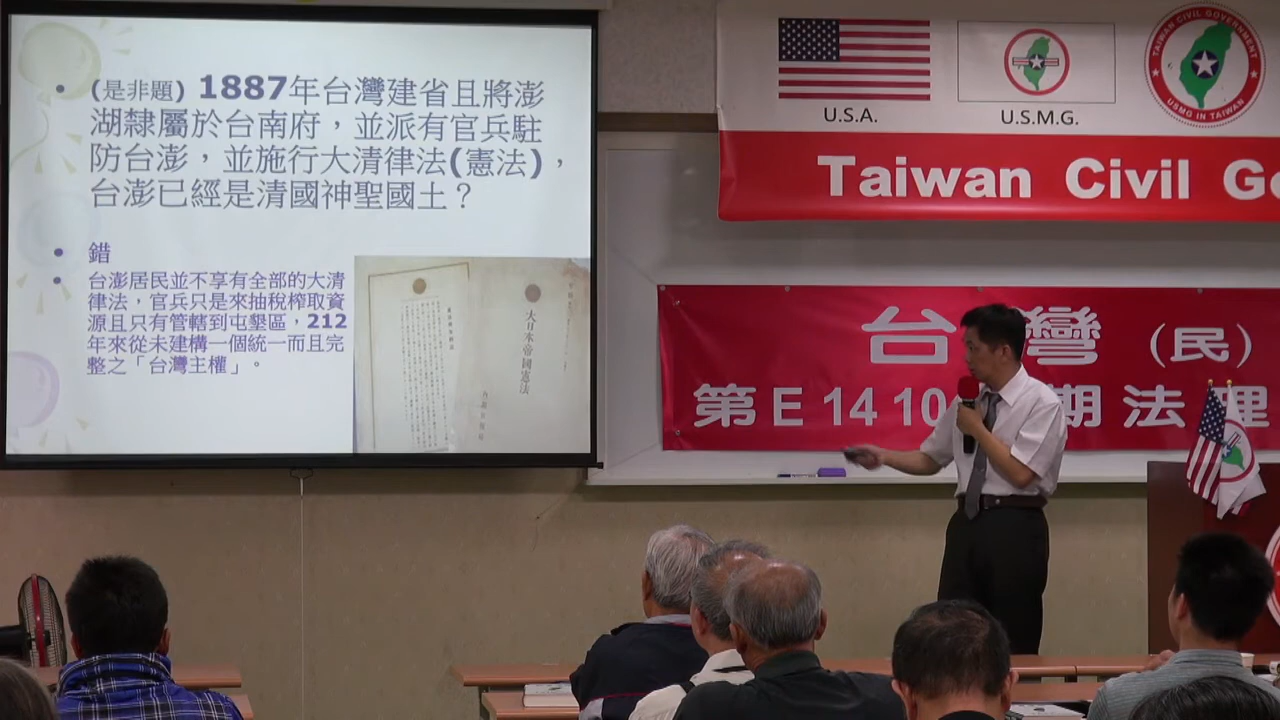 (是非題) 1887年台灣建省且將澎
湖隸屬於台南府，並派有官兵駐
防台澎，並施行大清律法(憲法)，
台澎已經是清國神聖國土？
錯
台澎居民並不享有全部的大清
律法，官兵只是來抽稅榨取資
源且只有管轄到屯墾區，212
年來從未建構一個統一而且完
整之「台灣主權」。
大日本帝國憲法
U.S.A.
U.S.M.G.
TAIWAN CIVIL GOVERNMENT
USMG IN TAIWAN
Taiwan Civil Go
台灣(民)
第E 14 10 期法理